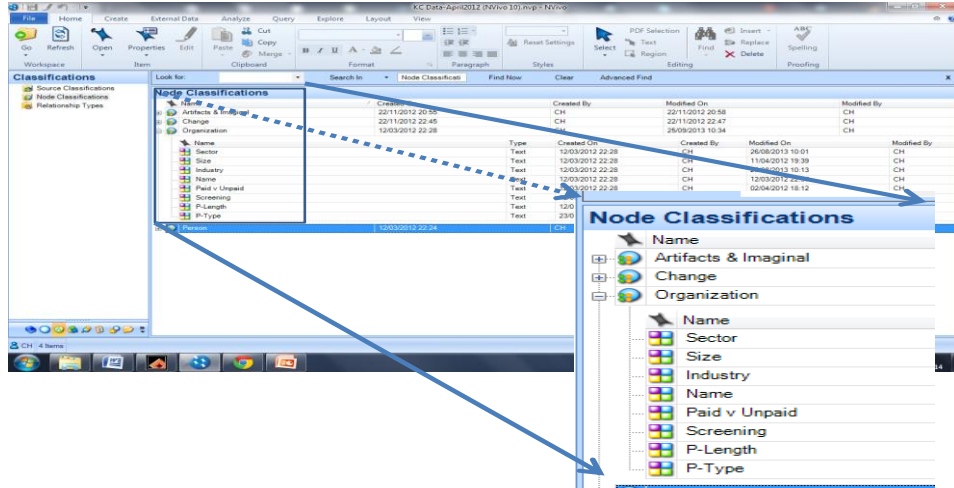 KC Data-April2012 (NVivo 10).nvp - NVivo
File Home Create External Data Analyze Query Explore Layout View
Go Refresh Open Properties Edit Paste Cut Copy Merge B I U A Reset Settings Select PDF Selection Text Region Find Insert Replace Delete Spelling ABC
Workspace Item Clipboard Format Paragraph Styles Editing Proofing
Classifications
Source Classifications
Node Classifications
Relationship Types
Look for: Search In Node Classificati Find Now Clear Advanced Find
Node Classifications
Name Created On Created By Modified On Modified By
Artifacts & Imaginal 22/11/2012 20:55 CH 22/11/2012 20:58 CH
Change 22/11/2012 22:45 CH 22/11/2012 22:47 CH
Organization 12/03/2012 22:28 CH 25/09/2013 10:34 CH
Name Type Created On Created By Modified On Modified By
Sector Text 12/03/2012 22:28 CH 26/08/2013 10:01 CH
Size Text 12/03/2012 22:28 CH 11/04/2012 19:39 CH
Industry Text 12/03/2012 22:28 CH 10:13 CH
Name Text 12/03/2012 22:28 CH 12/03/2012 CH
Paid v Unpaid Text 12/03/2012 22:28 CH 02/04/2012 18:12 CH
Screening Text
P-Length Text 12/0
P-Type Text 23/0
Person 12/03/2012 22:24 CH
CH 4 Items
14
Node Classifications
Name
Artifacts & Imaginal
Change
Organization
Name
Sector
Size
Industry
Name
Paid v Unpaid
Screening
P-Length
P-Type